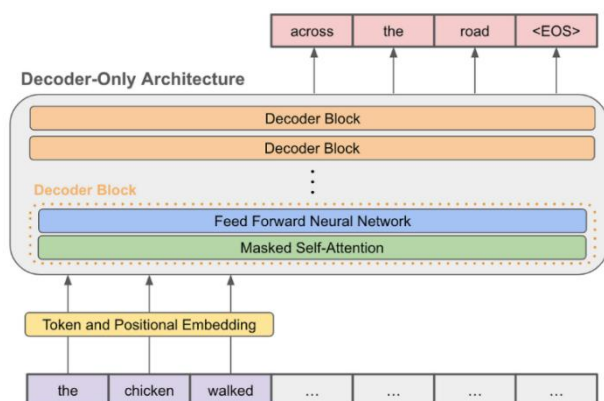 across the road <EOS>
Decoder-Only Architecture
Decoder Block
Decoder Block
Decoder Block
Feed Forward Neural Network
Masked Self-Attention
Token and Positional Embedding
the chicken walked ... ... ... ...